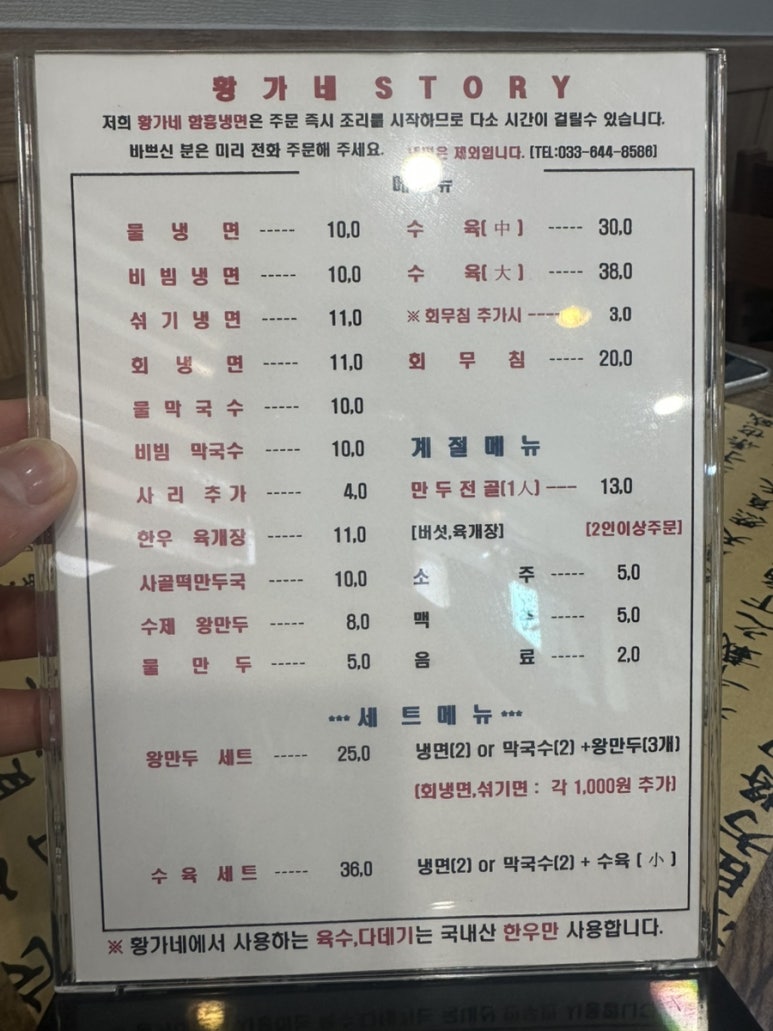 황 가 네 S T O R Y
저희 황가네 함흥냉면은 주문 즉시 조리를 시작하므로 다소 시간이 걸릴수 있습니다.
바쁘신 분은 미리 전화 주문해 주세요. 제외입니다. [TEL:033-644-8586]
물 냉 면 ----- 10,0
비 빔 냉 면 ----- 10,0
섞 기 냉 면 ----- 11,0
회 냉 면 ----- 11,0
물 막 국 수 ----- 10,0
비빔 막국수 ----- 10,0
사 리 추 가 ----- 4,0
한우 육개장 ----- 11,0
사골떡만두국 ----- 10,0
수제 왕만두 ----- 8,0
물 만 두 ----- 5,0
수 육( 中 ) ----- 30,0
수 육( 大 ) ----- 38,0
※ 회무침 추가시 ----- 3,0
회 무 침 ----- 20,0
계 절 메 뉴
만 두 전 골(1人) --- 13,0
[버섯,육개장] [2인이상주문]
소 주 ----- 5,0
맥 ----- 5,0
음 료 ----- 2,0
*** 세 트 메 뉴 ***
왕만두 세트 ----- 25,0 냉면(2) or 막국수(2) +왕만두(3개)
(회냉면,섞기면 : 각 1,000원 추가)
수 육 세 트 ----- 36,0 냉면(2) or 막국수(2) + 수육 ( 小 )
※ 황가네에서 사용하는 육수,다데기는 국내산 한우만 사용합니다.